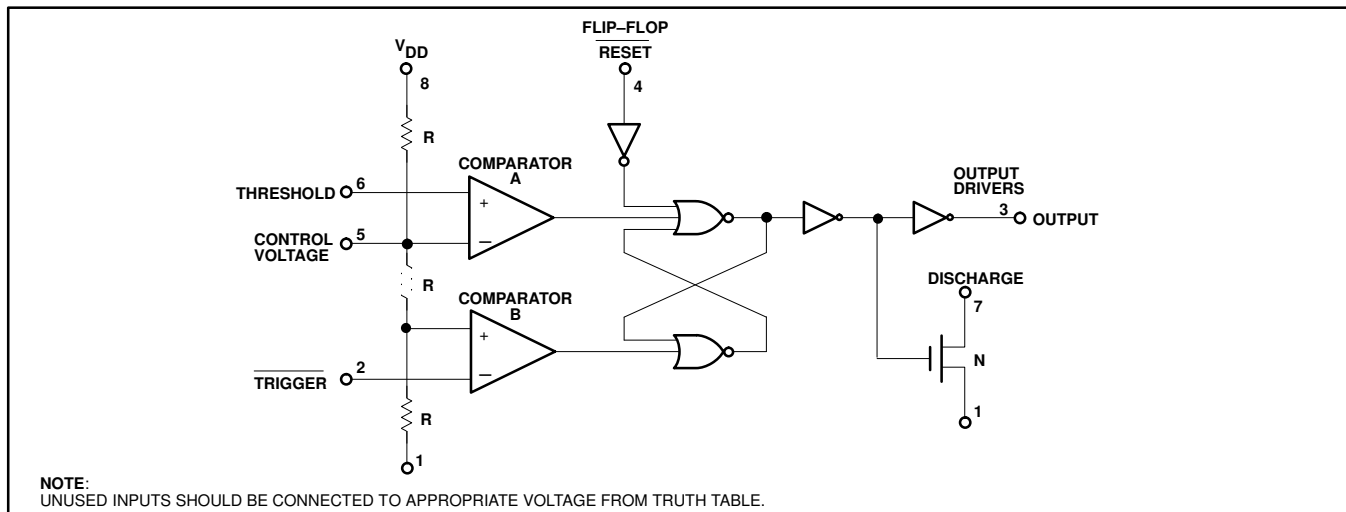 FLIP–FLOP
RESET
4
VDD
8
R
COMPARATOR
A
THRESHOLD
6
+
–
CONTROL
VOLTAGE
5
R
OUTPUT
DRIVERS
3
OUTPUT
COMPARATOR
B
+
–
TRIGGER
2
R
1
DISCHARGE
7
N
1
NOTE:
UNUSED INPUTS SHOULD BE CONNECTED TO APPROPRIATE VOLTAGE FROM TRUTH TABLE.